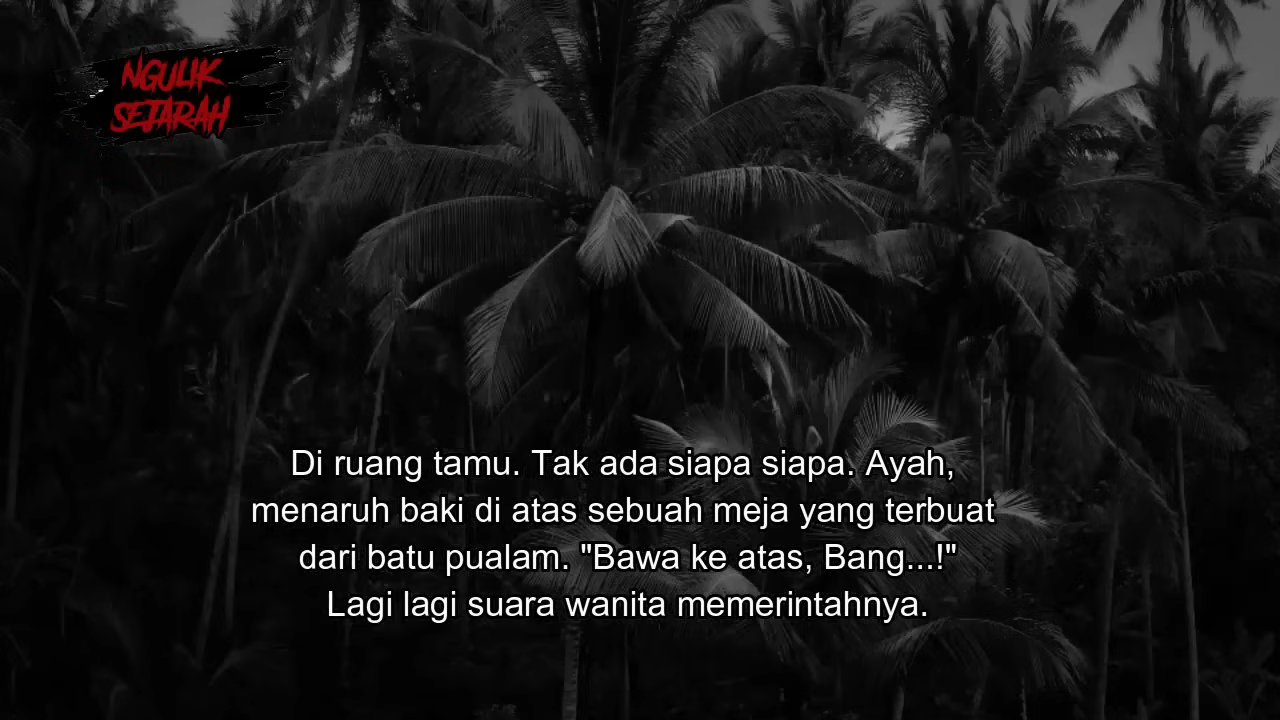 NGULIK
SEJARAH
Di ruang tamu. Tak ada siapa siapa. Ayah,
menaruh baki di atas sebuah meja yang terbuat
dari batu pualam. "Bawa ke atas, Bang...!"
Lagi lagi suara wanita memerintahnya.